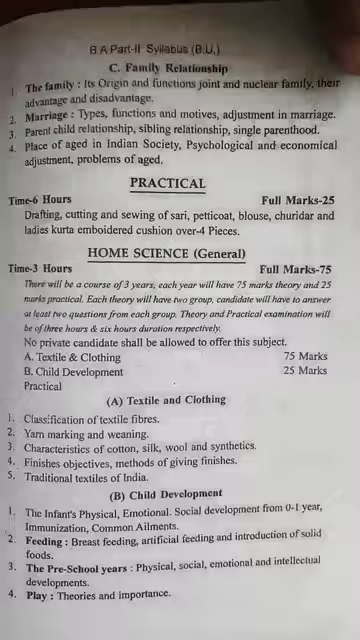 B A Part-II Syllabus (B.U.)
C. Family Relationship
1. The family : Its Origin and functions joint and nuclear family, their
advantage and disadvantage.
2. Marriage : Types, functions and motives, adjustment in marriage.
3. Parent child relationship, sibling relationship, single parenthood.
4. Place of aged in Indian Society, Psychological and economical
adjustment, problems of aged.
PRACTICAL
Time-6 Hours Full Marks-25
Drafting, cutting and sewing of sari, petticoat, blouse, churidar and
ladies kurta emboidered cushion over-4 Pieces.
HOME SCIENCE (General)
Time-3 Hours Full Marks-75
There will be a course of 3 years, each year will have 75 marks theory and 25
marks practical. Each theory will have two group, candidate will have to answer
at least two questions from each group. Theory and Practical examination will
be of three hours & six hours duration respectively.
No private candidate shall be allowed to offer this subject.
A. Textile & Clothing 75 Marks
B. Child Development 25 Marks
Practical
(A) Textile and Clothing
1. Classification of textile fibres.
2. Yarn marking and weaning.
3. Characteristics of cotton, silk, wool and synthetics.
4. Finishes objectives, methods of giving finishes.
5. Traditional textiles of India.
(B) Child Development
1. The Infant's Physical, Emotional. Social development from 0-1 year,
Immunization, Common Ailments.
2. Feeding : Breast feeding, artificial feeding and introduction of solid
foods.
3. The Pre-School years : Physical, social, emotional and intellectual
developments.
4. Play : Theories and importance.